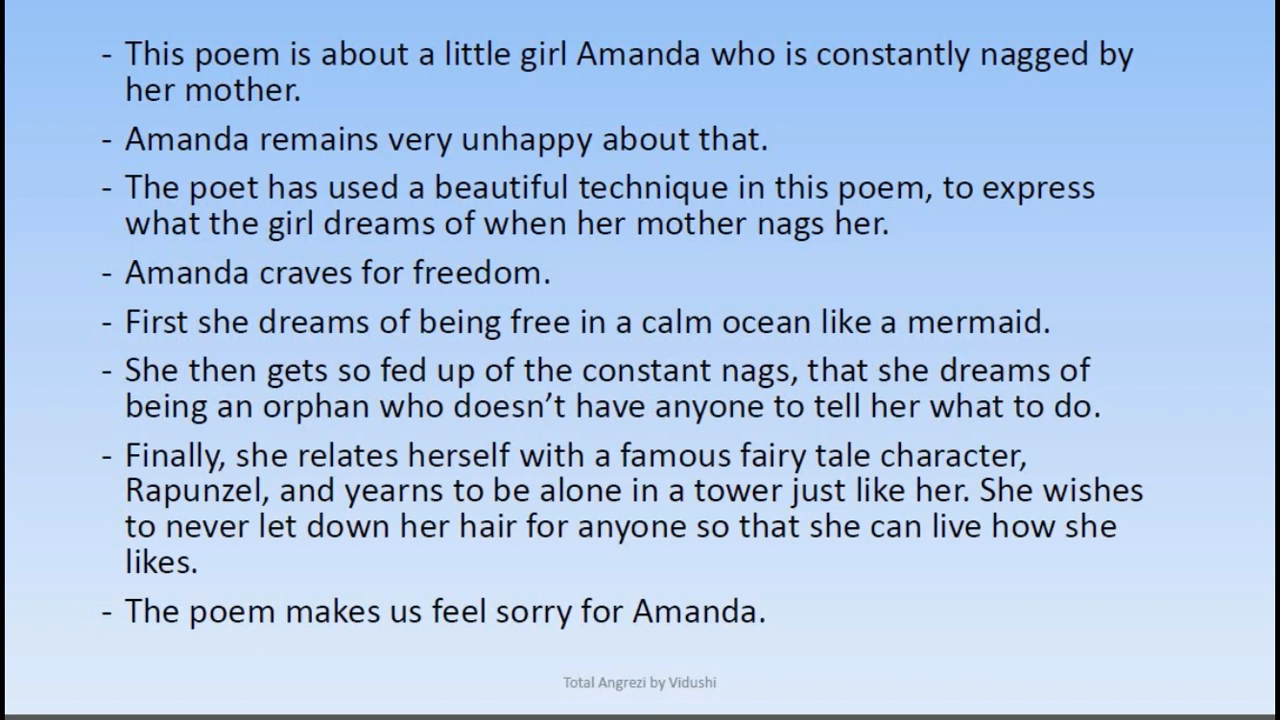 - This poem is about a little girl Amanda who is constantly nagged by
her mother.
- Amanda remains very unhappy about that.
- The poet has used a beautiful technique in this poem, to express
what the girl dreams of when her mother nags her.
- Amanda craves for freedom.
- First she dreams of being free in a calm ocean like a mermaid.
- She then gets so fed up of the constant nags, that she dreams of
being an orphan who doesn’t have anyone to tell her what to do.
- Finally, she relates herself with a famous fairy tale character,
Rapunzel, and yearns to be alone in a tower just like her. She wishes
to never let down her hair for anyone so that she can live how she
likes.
- The poem makes us feel sorry for Amanda.
Total Angrezi by Vidushi